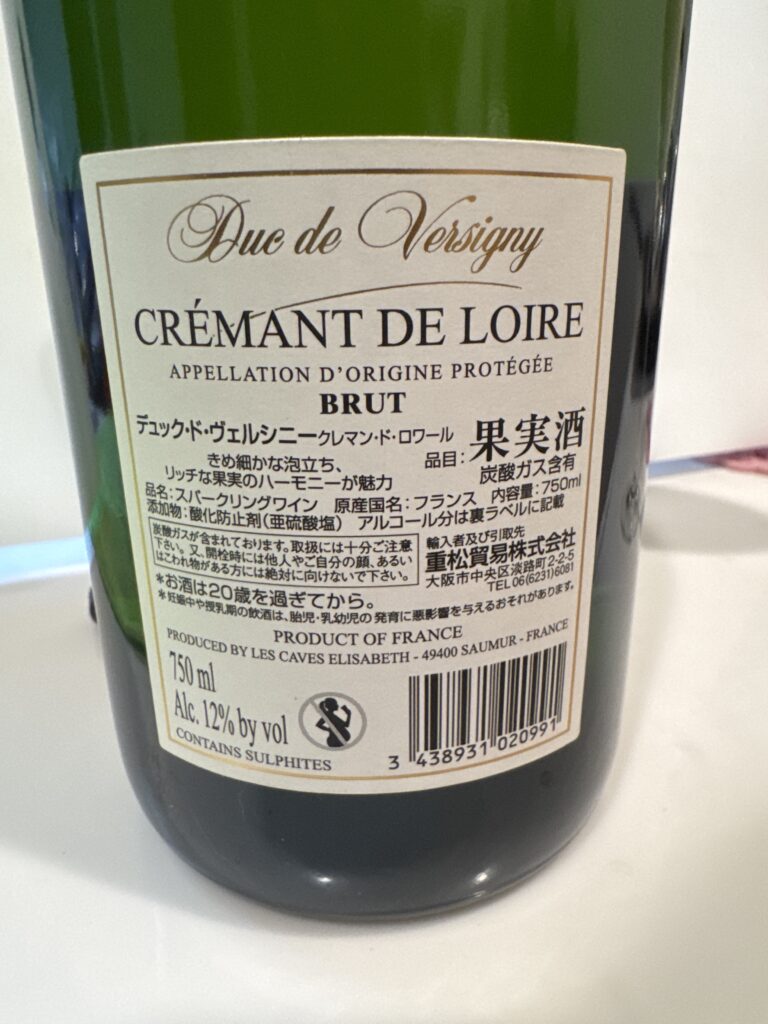 Duc de Versigny
CRÉMANT DE LOIRE
APPELLATION D'ORIGINE PROTÉGÉE
BRUT
デュック・ド・ヴェルシニー クレマン・ド・ロワール
きめ細かな泡立ち、
リッチな果実のハーモニーが魅力
品目：果実酒
炭酸ガス含有
品名：スパークリングワイン 原産国名：フランス 内容量：750ml
添加物：酸化防止剤（亜硫酸塩） アルコール分は裏ラベルに記載
炭酸ガスが含まれております。取扱には十分ご注意
下さい。又、開栓時には他人やご自分の顔、あるい
はこわれ物がある方には絶対に向けないで下さい。
輸入者及び引取先
重松貿易株式会社
大阪市中央区淡路町2-2-5
TEL 06(6231)6081
*お酒は20歳を過ぎてから。
*妊娠中や授乳期の飲酒は、胎児・乳幼児の発育に悪影響を与えるおそれがあります。
PRODUCT OF FRANCE
PRODUCED BY LES CAVES ELISABETH - 49400 SAUMUR - FRANCE
750 ml
Alc. 12% by vol
CONTAINS SULPHITES
3 438931 020991